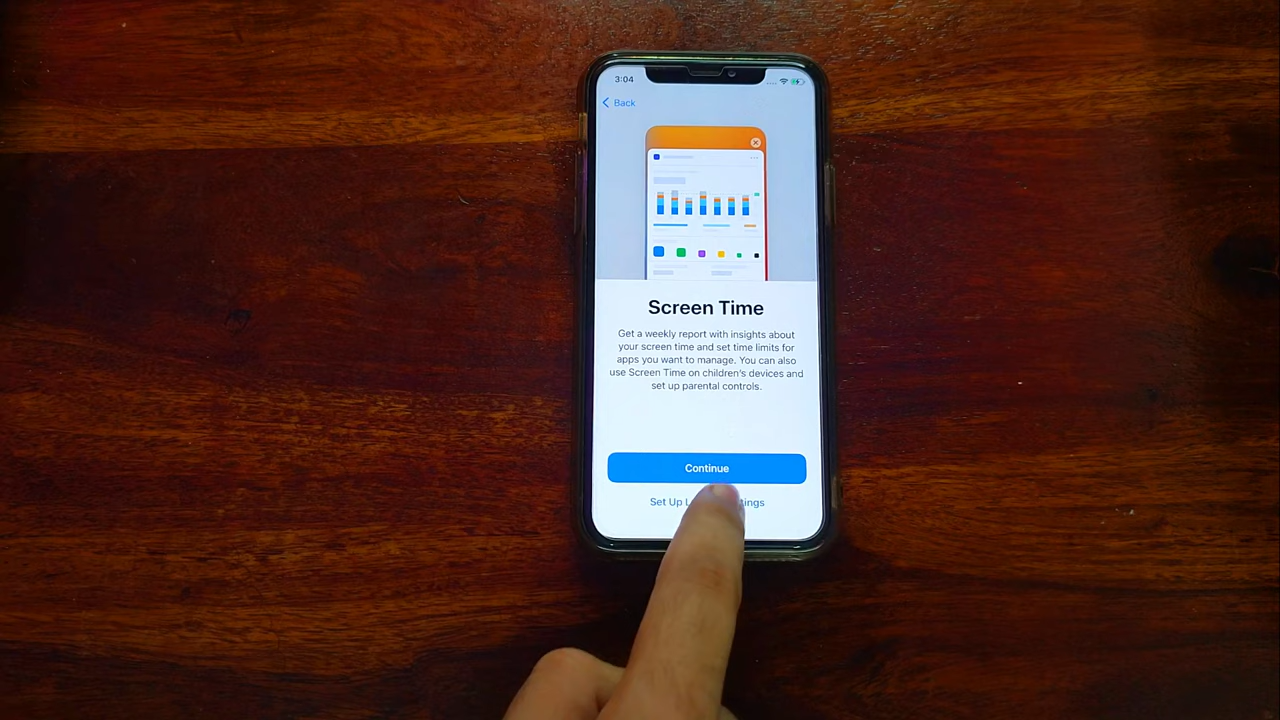 3:04
Back
Screen Time
Get a weekly report with insights about
your screen time and set time limits for
apps you want to manage. You can also
use Screen Time on children's devices and
set up parental controls.
Continue
Set Up